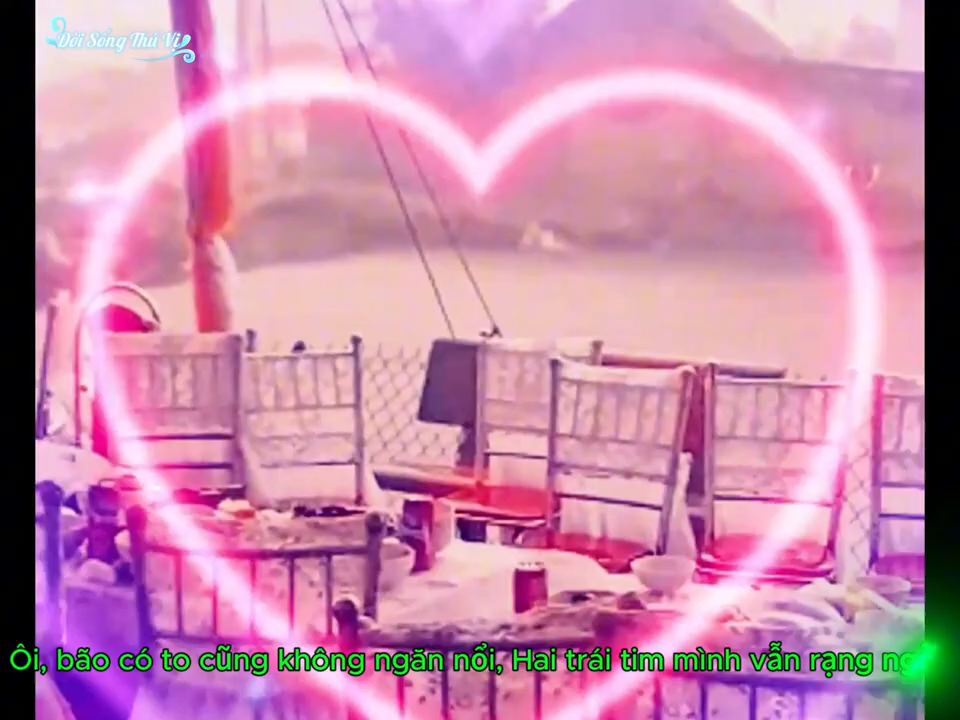 Đời Sống Thú Vị
Ôi, bão có to cũng không ngăn nổi, Hai trái tim mình vẫn rạng